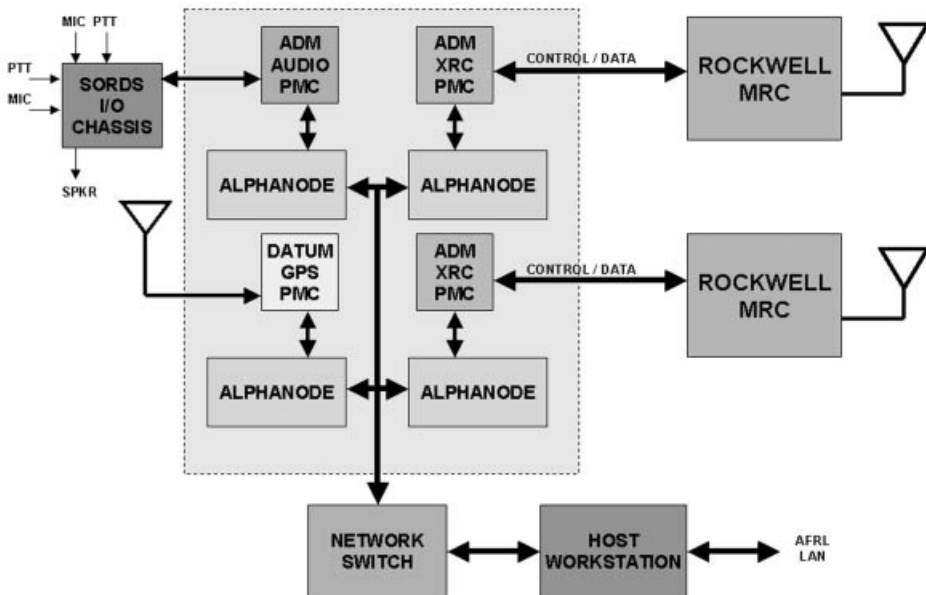 MIC PTT
PTT
MIC
SORDS
I/O
CHASSIS
SPKR
ADM
AUDIO
PMC
ADM
XRC
PMC
CONTROL / DATA
ROCKWELL
MRC
ALPHANODE
ALPHANODE
DATUM
GPS
PMC
ADM
XRC
PMC
CONTROL / DATA
ROCKWELL
MRC
ALPHANODE
ALPHANODE
NETWORK
SWITCH
HOST
WORKSTATION
AFRL
LAN